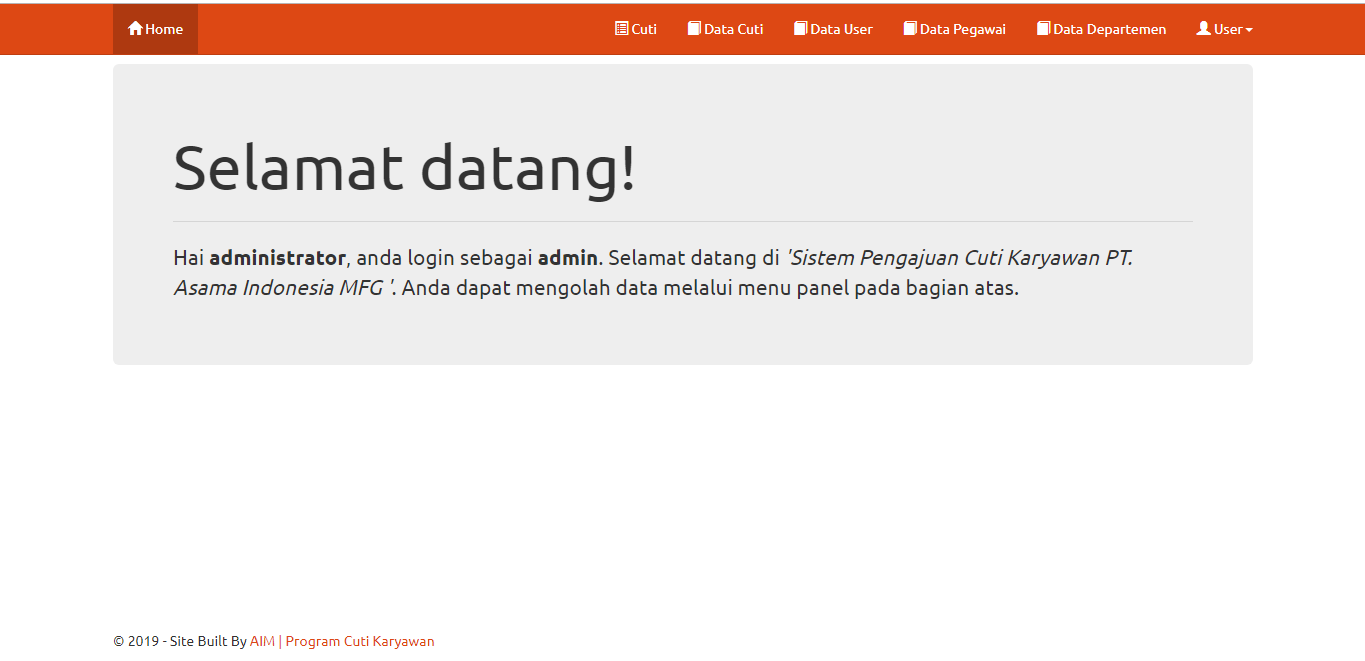 Home Cuti Data Cuti Data User Data Pegawai Data Departemen User
Selamat datang!
Hai administrator, anda login sebagai admin. Selamat datang di 'Sistem Pengajuan Cuti Karyawan PT.
Asama Indonesia MFG '. Anda dapat mengolah data melalui menu panel pada bagian atas.
© 2019 - Site Built By AIM | Program Cuti Karyawan